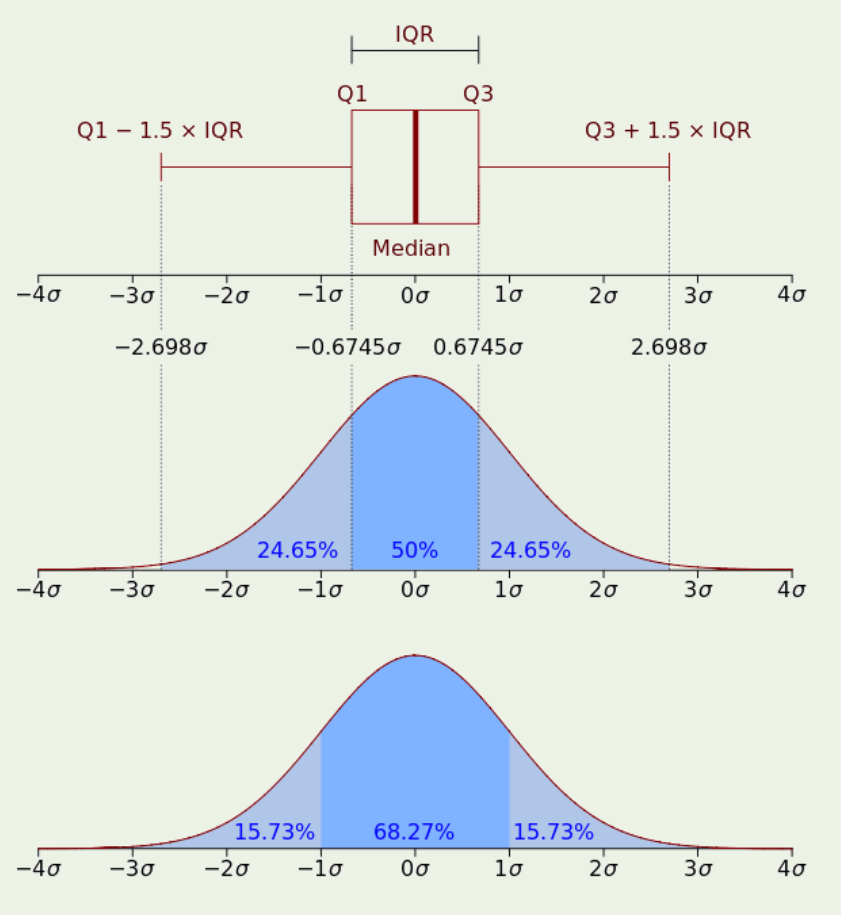 IQR
Q1 Q3
Q1 − 1.5 × IQR Q3 + 1.5 × IQR
Median
−4σ −3σ −2σ −1σ 0σ 1σ 2σ 3σ 4σ
−2.698σ −0.6745σ 0.6745σ 2.698σ
24.65% 50% 24.65%
−4σ −3σ −2σ −1σ 0σ 1σ 2σ 3σ 4σ
15.73% 68.27% 15.73%
−4σ −3σ −2σ −1σ 0σ 1σ 2σ 3σ 4σ